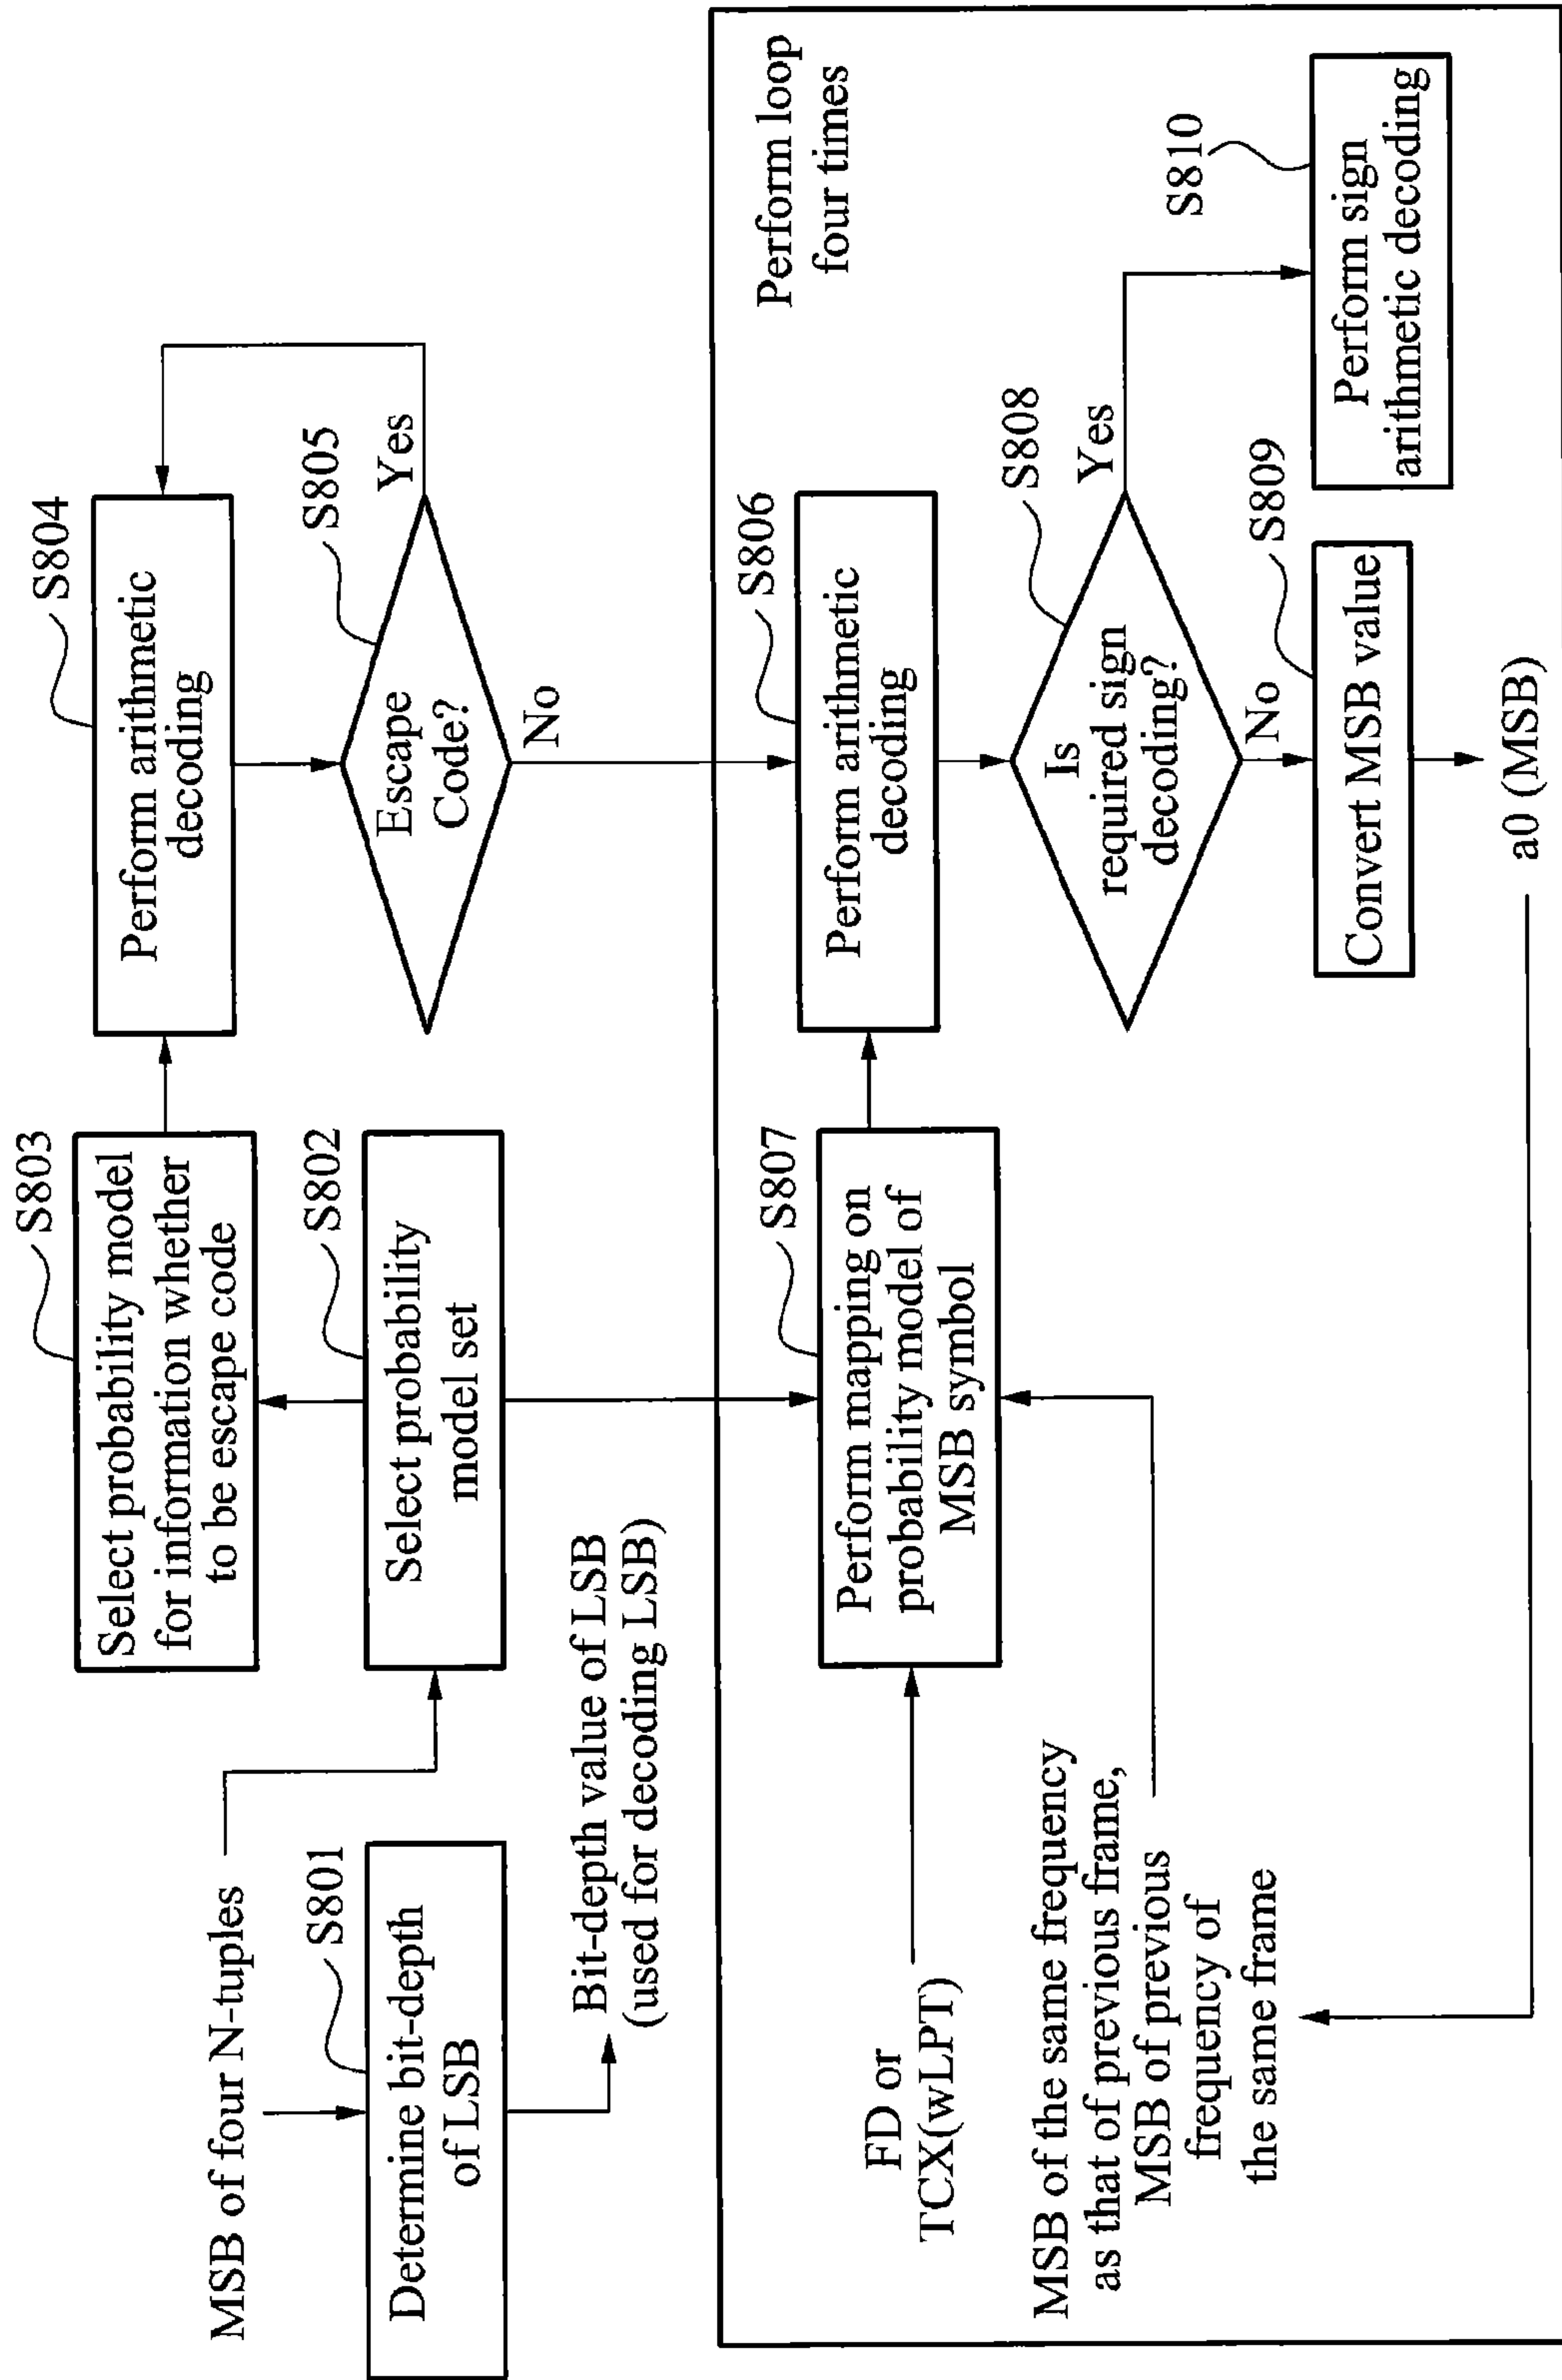 MSB of four N-tuples
S801
Determine bit-depth
of LSB
Bit-depth value of LSB
(used for decoding LSB)
S803
Select probability model
for information whether
to be escape code
S802
Select probability
model set
S804
Perform arithmetic
decoding
S805
Escape
Code?
Yes
No
Perform loop
four times
FD or
TCX(wLPT)
MSB of the same frequency
as that of previous frame,
MSB of previous
frequency of
the same frame
S807
Perform mapping on
probability model of
MSB symbol
S806
Perform arithmetic
decoding
S808
Is
required sign
decoding?
Yes
No
S809
Convert MSB value
S810
Perform sign
arithmetic decoding
a0 (MSB)